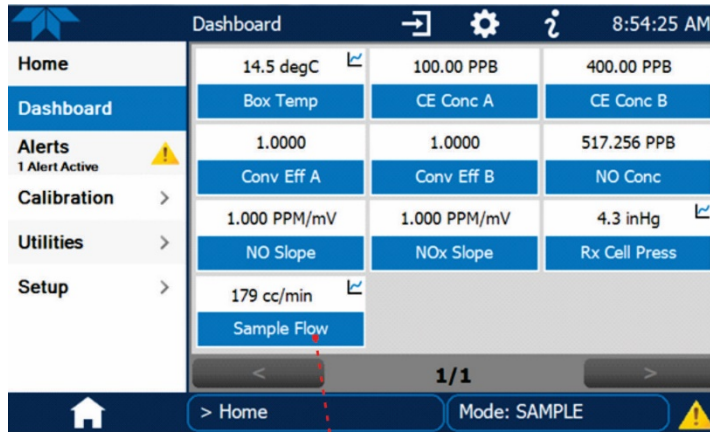 Dashboard
8:54:25 AM
Home
Dashboard
Alerts
1 Alert Active
Calibration >
Utilities >
Setup >
14.5 degC
100.00 PPB
400.00 PPB
Box Temp
CE Conc A
CE Conc B
1.0000
1.0000
517.256 PPB
Conv Eff A
Conv Eff B
NO Conc
1.000 PPM/mV
1.000 PPM/mV
4.3 inHg
NO Slope
NOx Slope
Rx Cell Press
179 cc/min
Sample Flow
< 1/1 >
> Home
Mode: SAMPLE